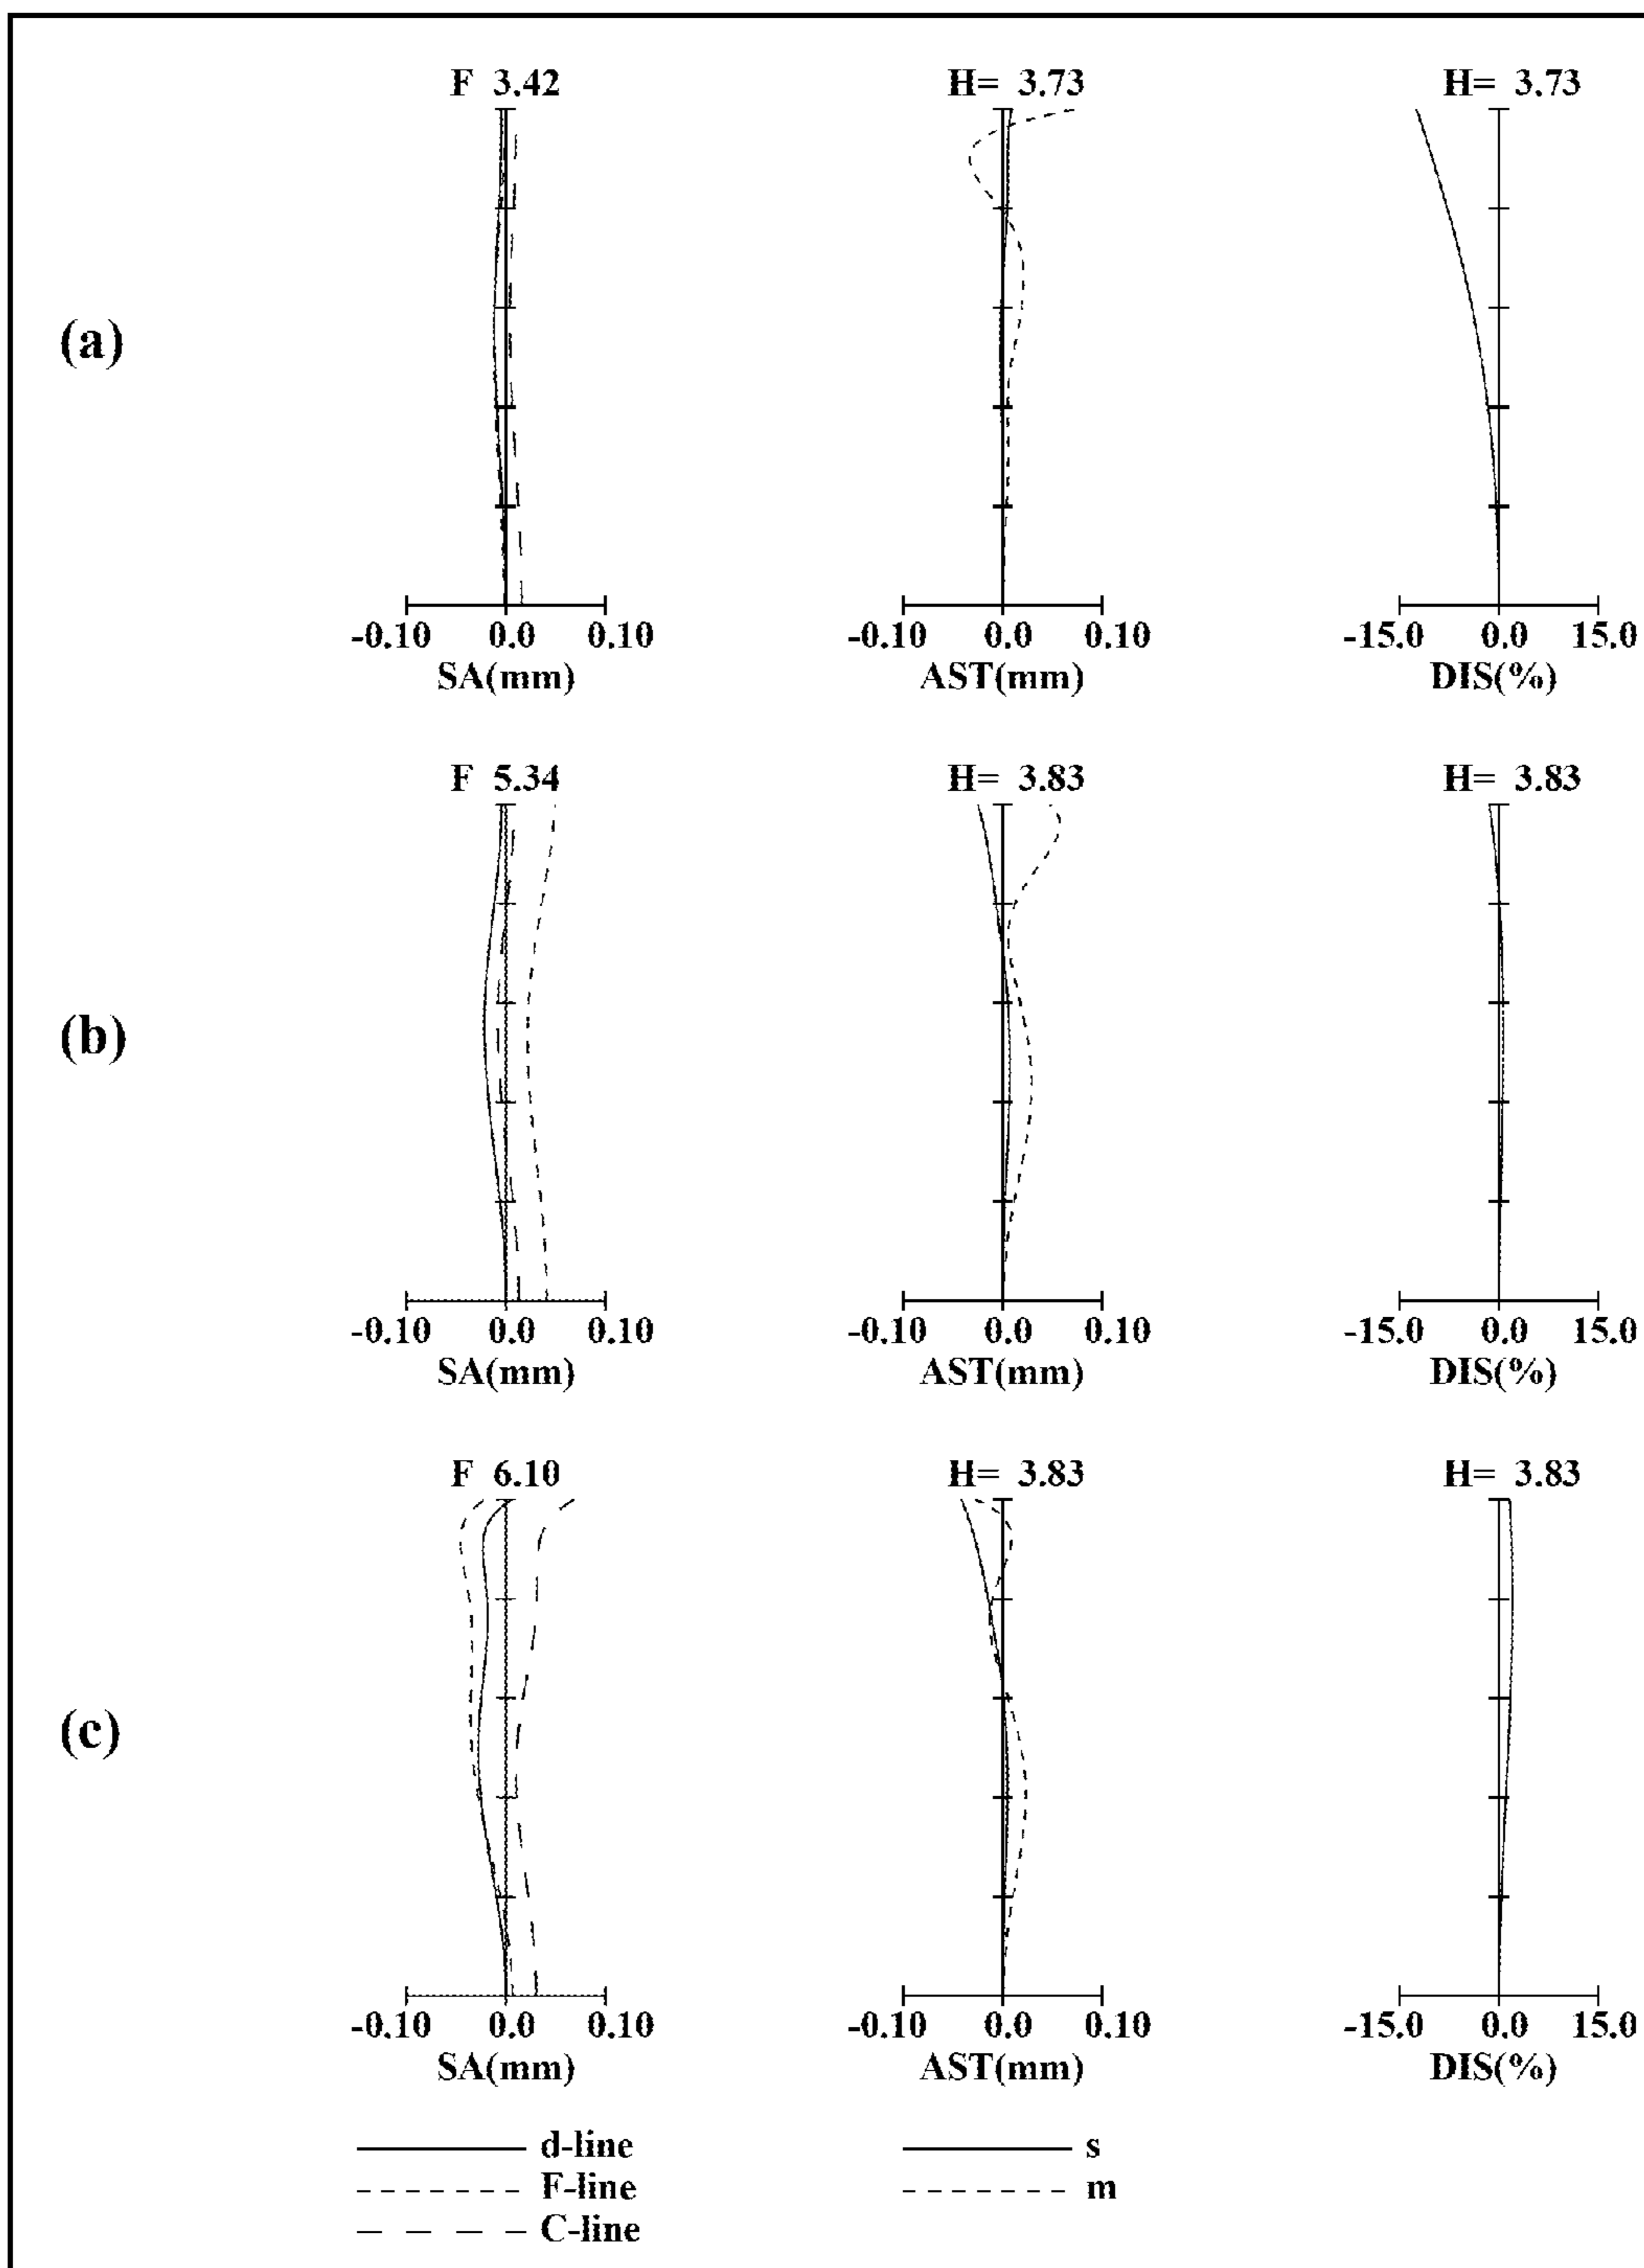 F 3.42 H= 3.73 H= 3.73
(a)
-0.10 0.0 0.10 -0.10 0.0 0.10 -15.0 0.0 15.0
SA(mm) AST(mm) DIS(%)
F 5.34 H= 3.83 H= 3.83
(b)
-0.10 0.0 0.10 -0.10 0.0 0.10 -15.0 0.0 15.0
SA(mm) AST(mm) DIS(%)
F 6.10 H= 3.83 H= 3.83
(c)
-0.10 0.0 0.10 -0.10 0.0 0.10 -15.0 0.0 15.0
SA(mm) AST(mm) DIS(%)
d-line s
F-line m
C-line